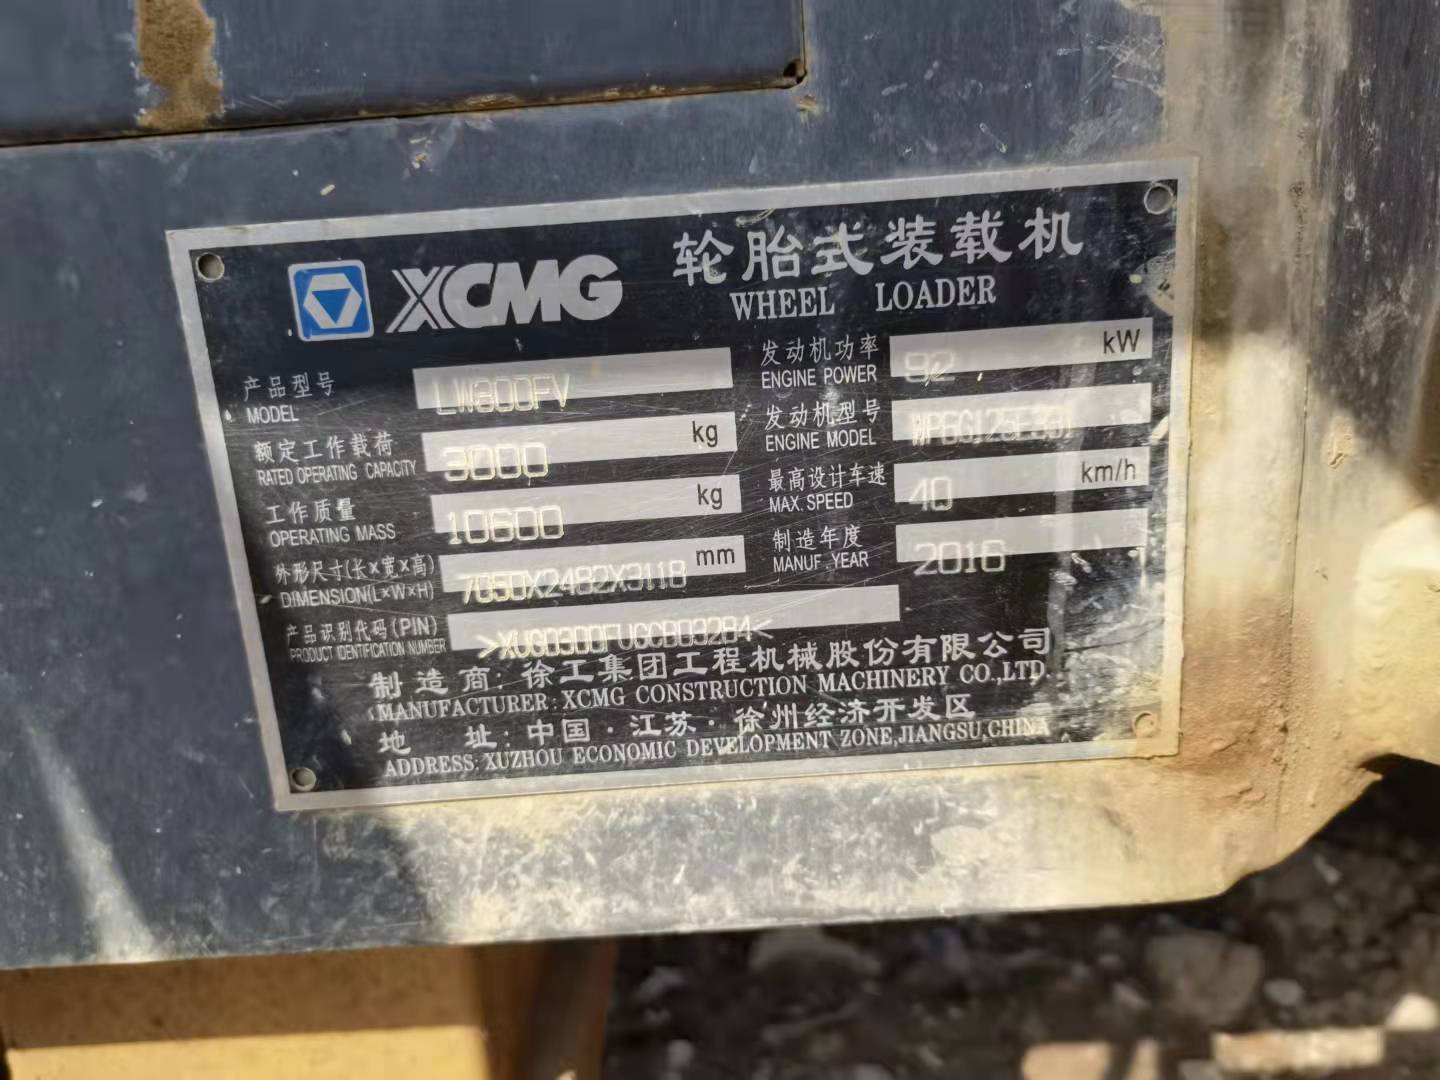 XCMG 轮胎式装载机
WHEEL LOADER
产品型号 LW300FV
MODEL
额定工作载荷 3000 kg
RATED OPERATING CAPACITY
工作质量 10600 kg
OPERATING MASS
外形尺寸(长×宽×高) 7050X2482X3118 mm
DIMENSION(L×W×H)
发动机功率 92 kW
ENGINE POWER
发动机型号
ENGINE MODEL
最高设计车速 40 km/h
MAX. SPEED
制造年度 2016
MANUF. YEAR
产品识别代码(PIN)
PRODUCT IDENTIFICATION NUMBER
制造商:徐工集团工程机械股份有限公司
MANUFACTURER: XCMG CONSTRUCTION MACHINERY CO.,LTD.
地 址:中国·江苏·徐州经济开发区
ADDRESS: XUZHOU ECONOMIC DEVELOPMENT ZONE,JIANGSU,CHINA